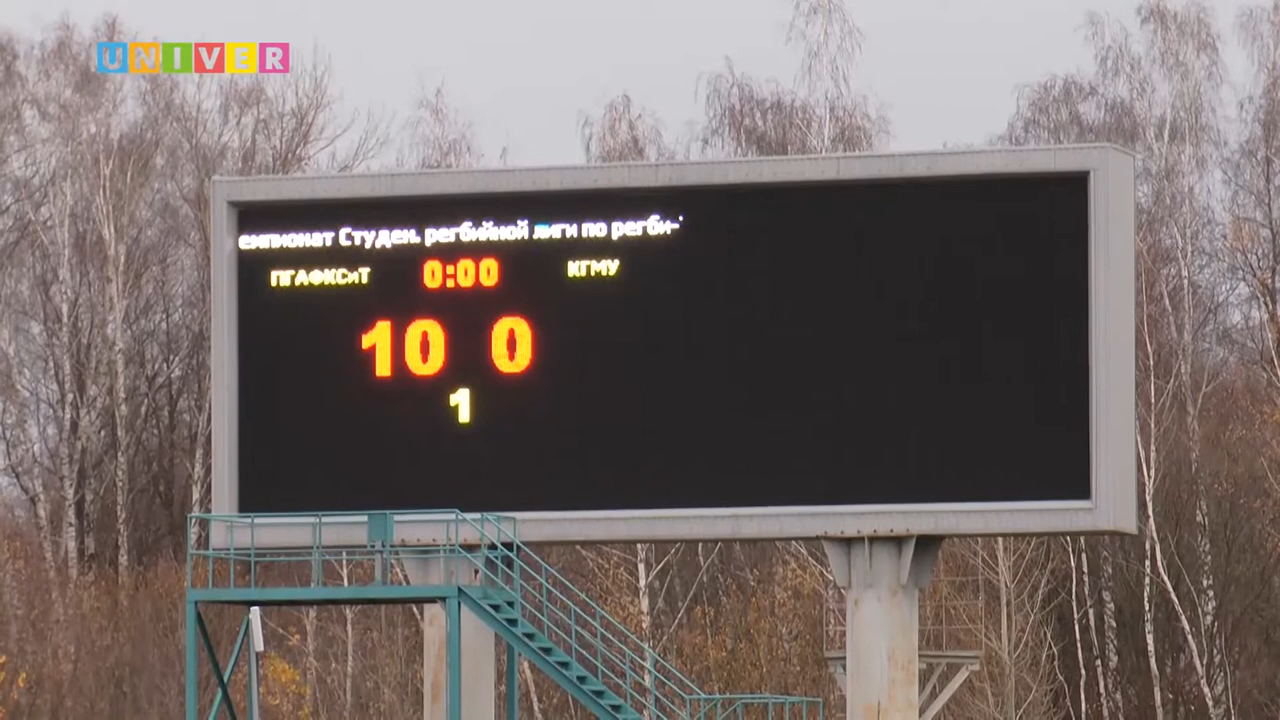 UNIVER
емпионат Студен. регбийной лиги по регби-
ПГАФКСиТ 0:00 КГМУ
10 0
1